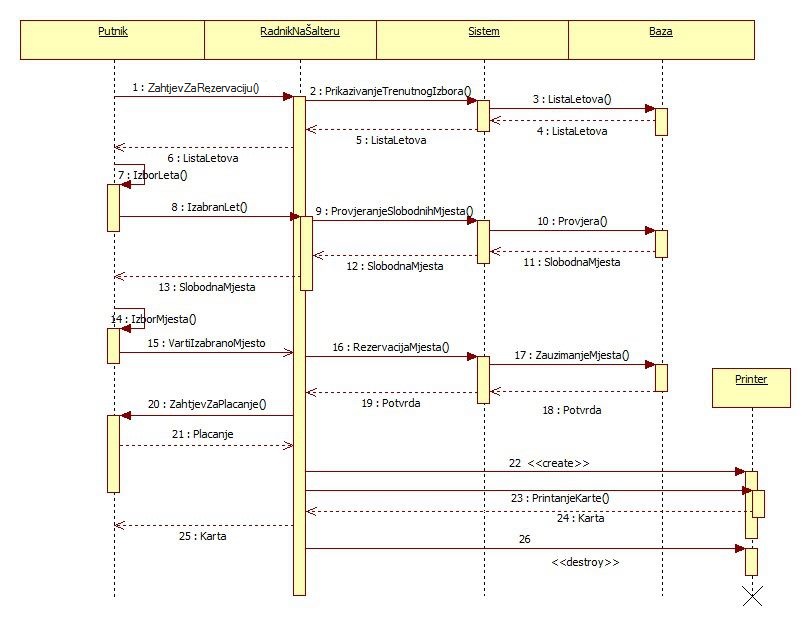 Putnik
RadnikNaŠalteru
Sistem
Baza
1 : ZahtjevZaRezervaciju()
2 : PrikazivanjeTrenutnogIzbora()
3 : ListaLetova()
4 : ListaLetova
5 : ListaLetova
6 : ListaLetova
7 : IzborLeta()
8 : IzabranLet()
9 : ProvjeranjeSlobodnihMjesta()
10 : Provjera()
11 : SlobodnaMjesta
12 : SlobodnaMjesta
13 : SlobodnaMjesta
14 : IzborMjesta()
15 : VartiIzabranoMjesto
16 : RezervacijaMjesta()
17 : ZauzimanjeMjesta()
Printer
18 : Potvrda
19 : Potvrda
20 : ZahtjevZaPlacanje()
21 : Placanje
22 <<create>>
23 : PrintanjeKarte()
24 : Karta
25 : Karta
26
<<destroy>>